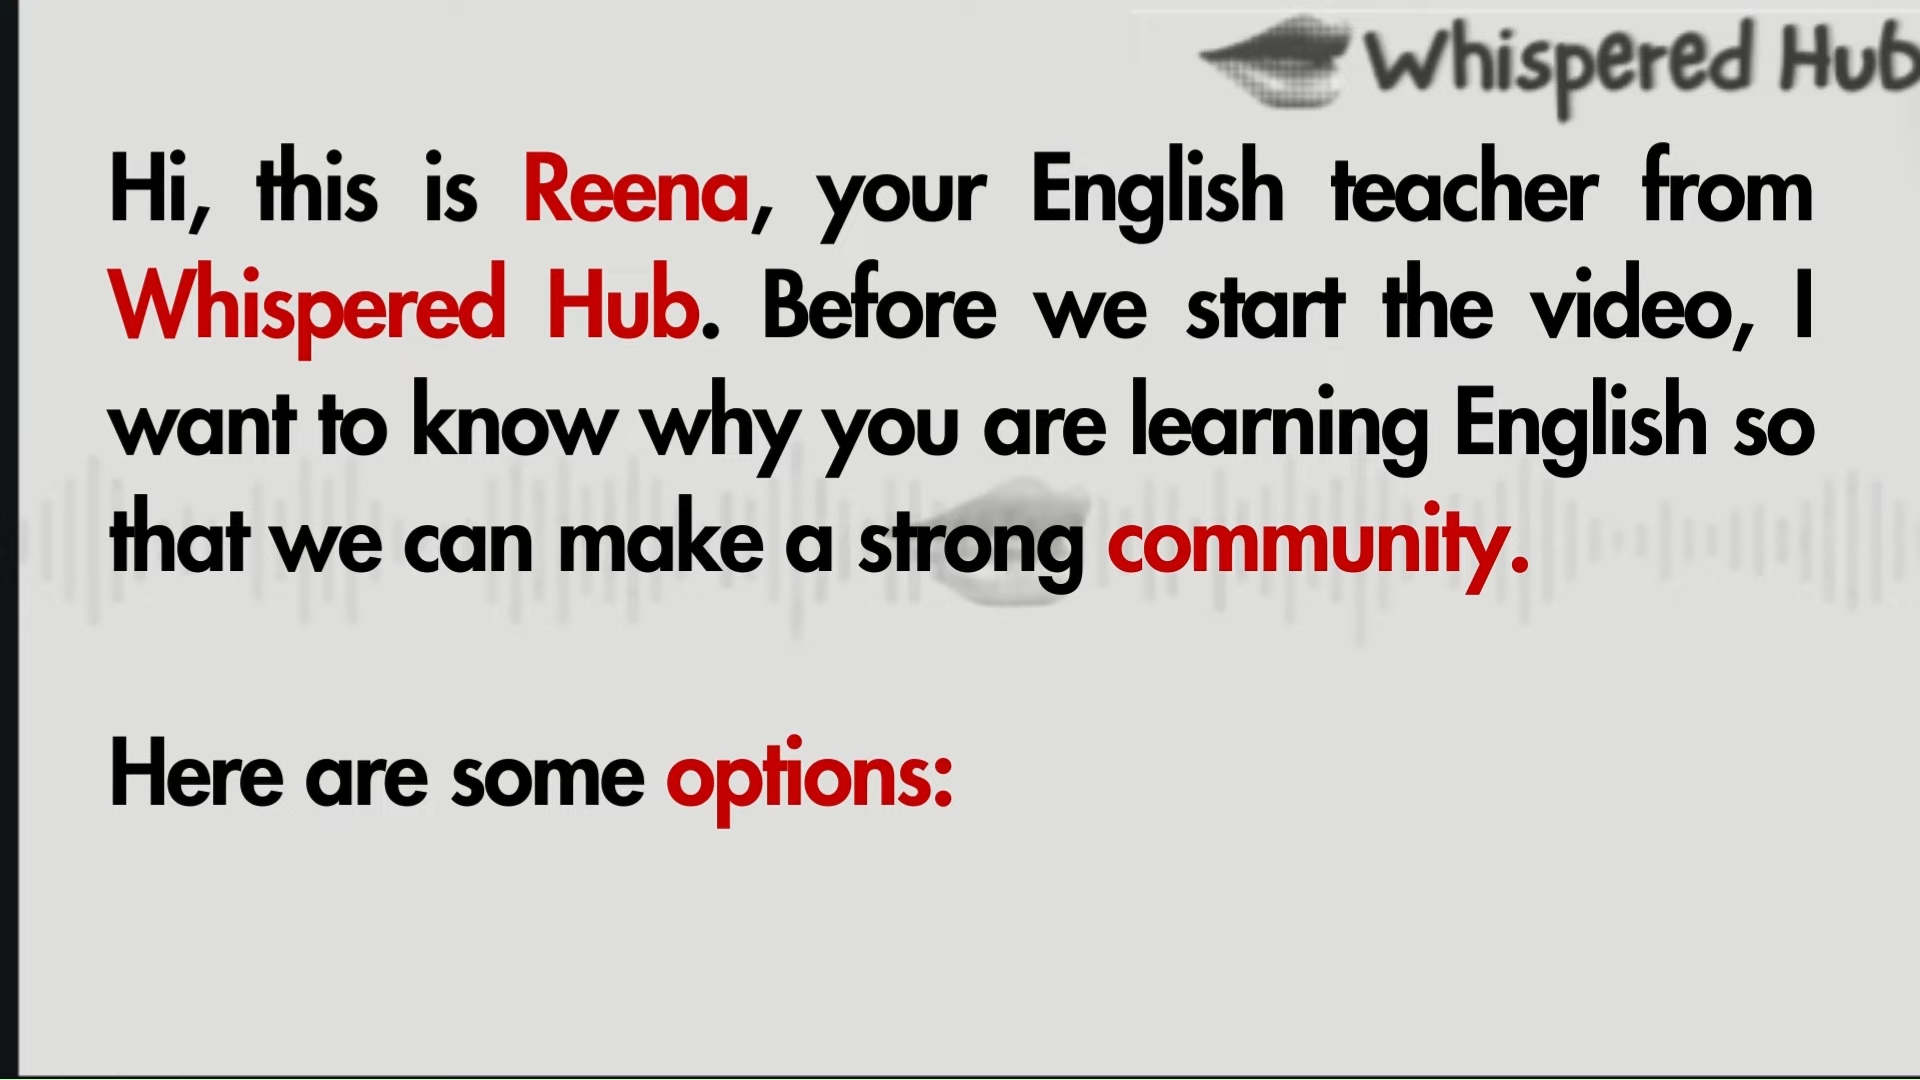 Whispered Hub
Hi, this is Reena, your English teacher from
Whispered Hub. Before we start the video, I
want to know why you are learning English so
that we can make a strong community.
Here are some options: